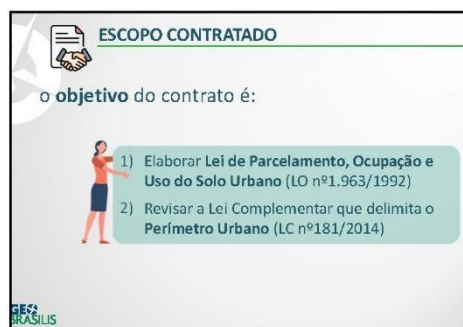 ESCOPO CONTRATADO
o objetivo do contrato é:
1) Elaborar Lei de Parcelamento, Ocupação e
Uso do Solo Urbano (LO nº1.963/1992)
2) Revisar a Lei Complementar que delimita o
Perímetro Urbano (LC nº181/2014)
GEO
BRASILIS